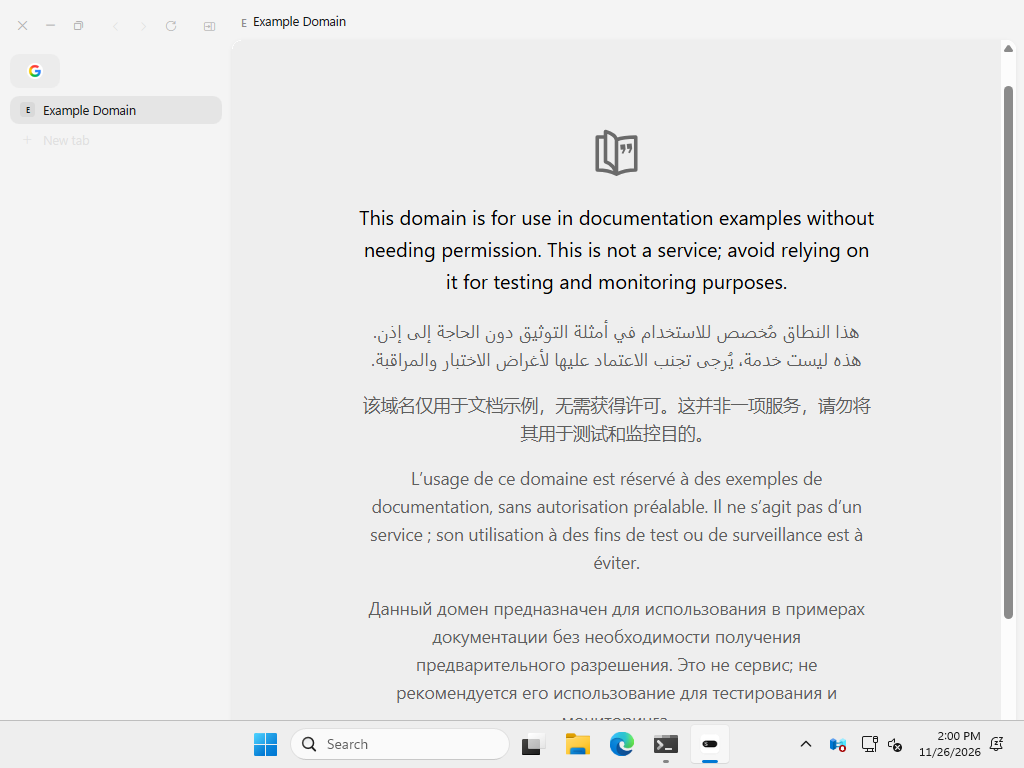 E Example Domain
E Example Domain
+ New tab
This domain is for use in documentation examples without
needing permission. This is not a service; avoid relying on
it for testing and monitoring purposes.
هذا النطاق مُخصص للاستخدام في أمثلة التوثيق دون الحاجة إلى إذن.
هذه ليست خدمة، يُرجى تجنب الاعتماد عليها لأغراض الاختبار والمراقبة.
该域名仅用于文档示例，无需获得许可。这并非一项服务，请勿将
其用于测试和监控目的。
L’usage de ce domaine est réservé à des exemples de
documentation, sans autorisation préalable. Il ne s’agit pas d’un
service ; son utilisation à des fins de test ou de surveillance est à
éviter.
Данный домен предназначен для использования в примерах
документации без необходимости получения
предварительного разрешения. Это не сервис; не
рекомендуется его использование для тестирования и
мониторинга.
Search
2:00 PM
11/26/2026